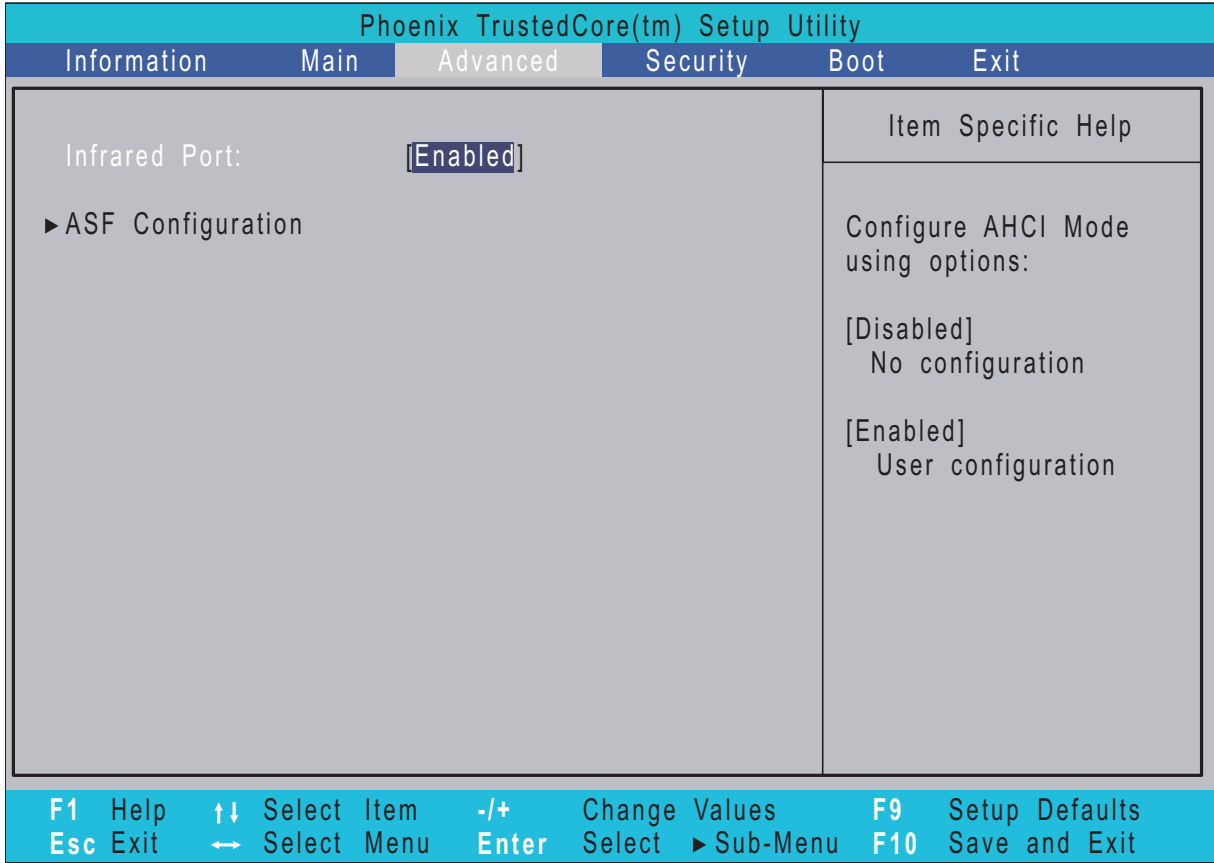 Phoenix TrustedCore(tm) Setup Utility
Information Main Advanced Security Boot Exit
Infrared Port: [Enabled]
►ASF Configuration
Item Specific Help
Configure AHCI Mode
using options:
[Disabled]
No configuration
[Enabled]
User configuration
F1 Help ↑↓ Select Item -/+ Change Values F9 Setup Defaults
Esc Exit ↔ Select Menu Enter Select ►Sub-Menu F10 Save and Exit